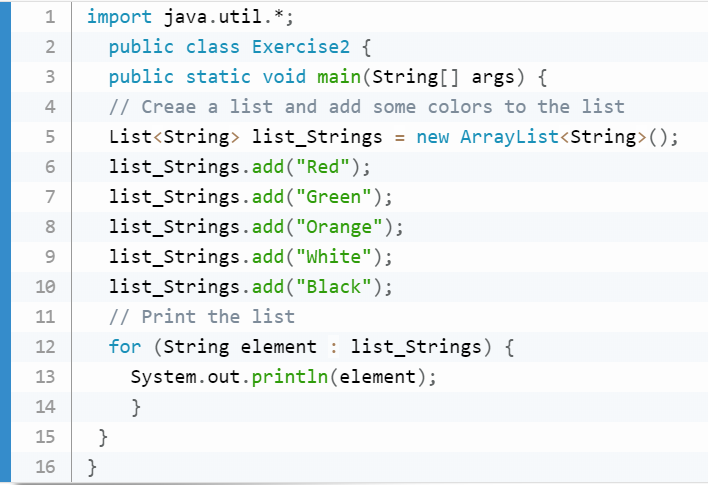 1 import java.util.*;
2 public class Exercise2 {
3 public static void main(String[] args) {
4 // Creae a list and add some colors to the list
5 List<String> list_Strings = new ArrayList<String>();
6 list_Strings.add("Red");
7 list_Strings.add("Green");
8 list_Strings.add("Orange");
9 list_Strings.add("White");
10 list_Strings.add("Black");
11 // Print the list
12 for (String element : list_Strings) {
13 System.out.println(element);
14 }
15 }
16 }